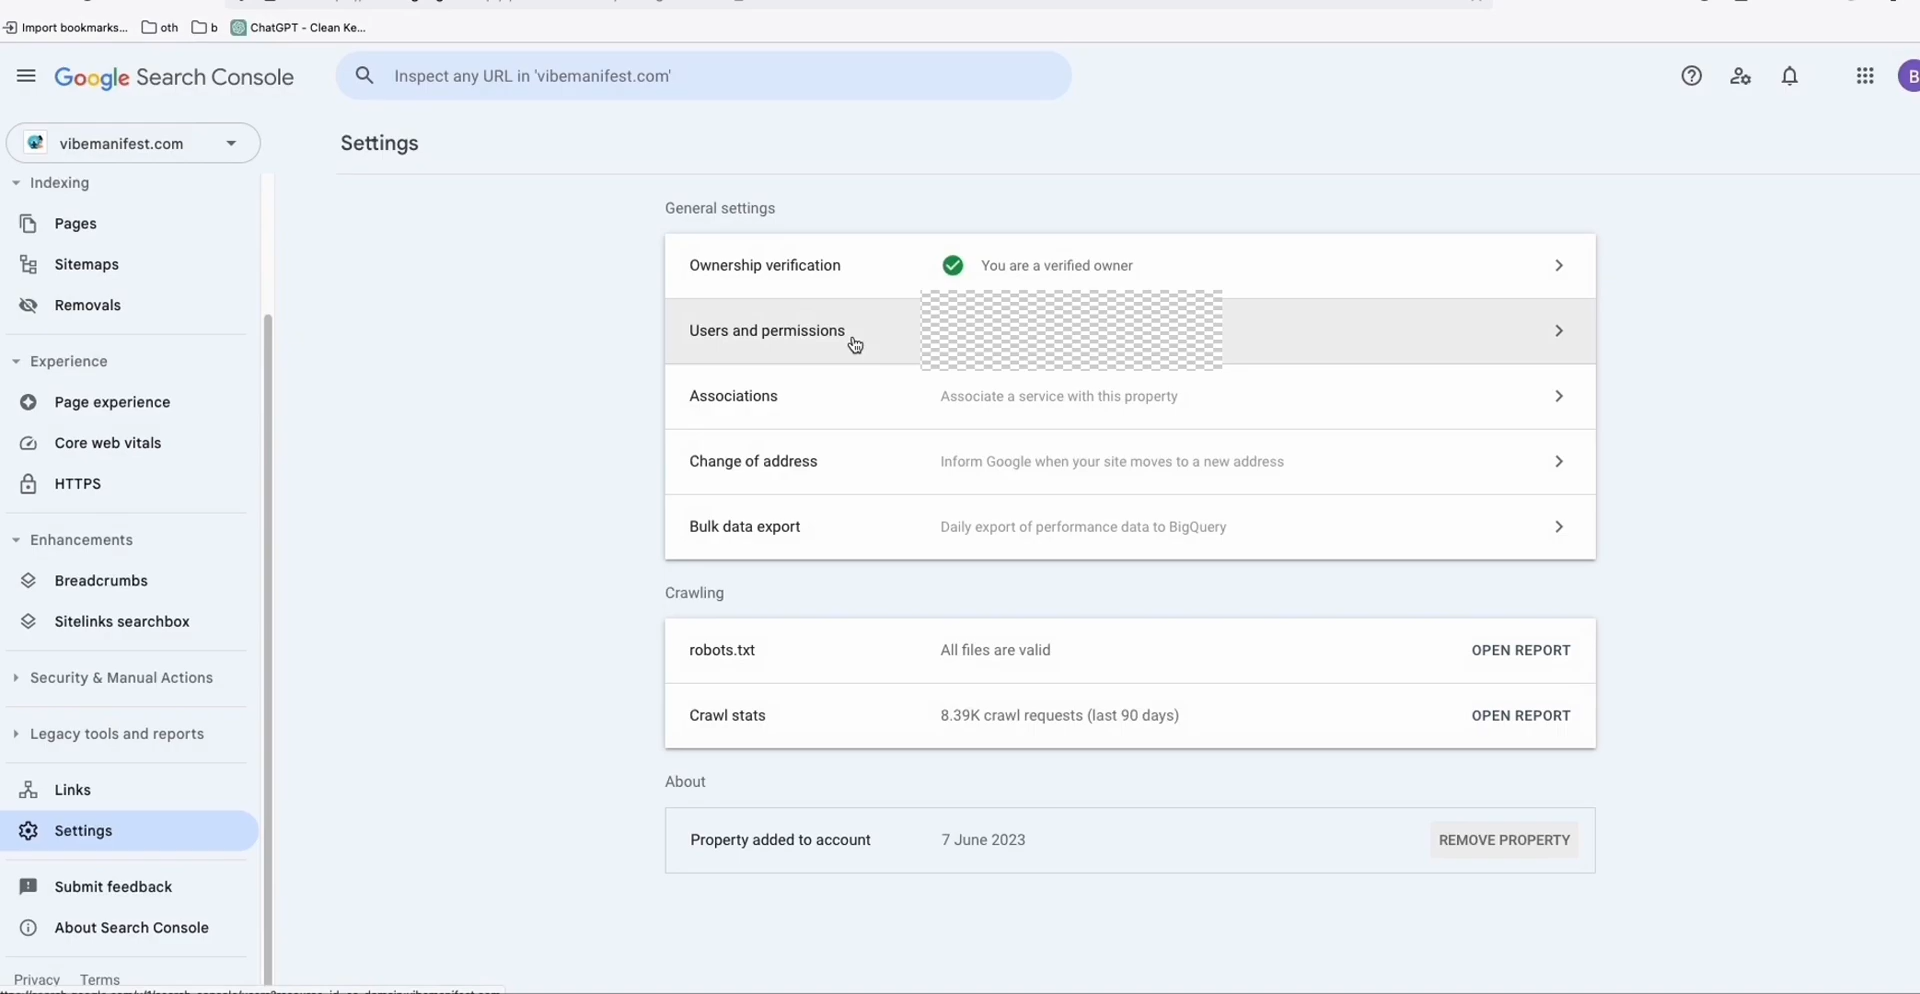 Import bookmarks... oth b ChatGPT - Clean Ke...
Google Search Console
Inspect any URL in 'vibemanifest.com'
B
vibemanifest.com
Settings
Indexing
Pages
Sitemaps
Removals
Experience
Page experience
Core web vitals
HTTPS
Enhancements
Breadcrumbs
Sitelinks searchbox
Security & Manual Actions
Legacy tools and reports
Links
Settings
Submit feedback
About Search Console
Privacy Terms
General settings
Ownership verification You are a verified owner
Users and permissions
Associations Associate a service with this property
Change of address Inform Google when your site moves to a new address
Bulk data export Daily export of performance data to BigQuery
Crawling
robots.txt All files are valid OPEN REPORT
Crawl stats 8.39K crawl requests (last 90 days) OPEN REPORT
About
Property added to account 7 June 2023 REMOVE PROPERTY